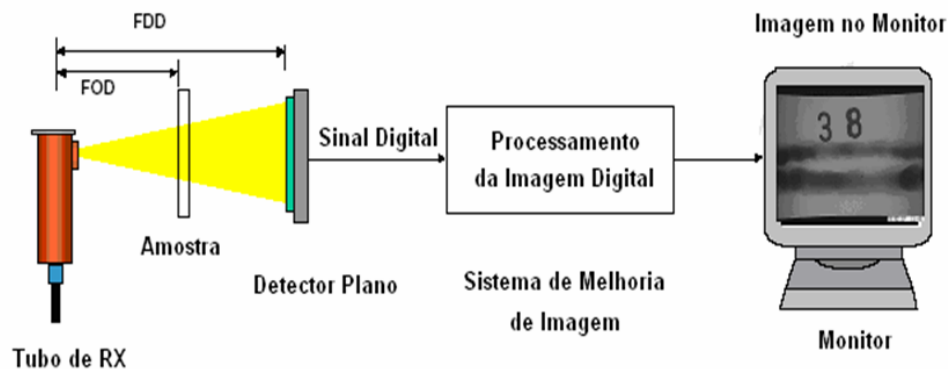 FDD
FOD
Imagem no Monitor
38
Sinal Digital
Processamento
da Imagem Digital
Amostra
Detector Plano
Sistema de Melhoria
de Imagem
Monitor
Tubo de RX